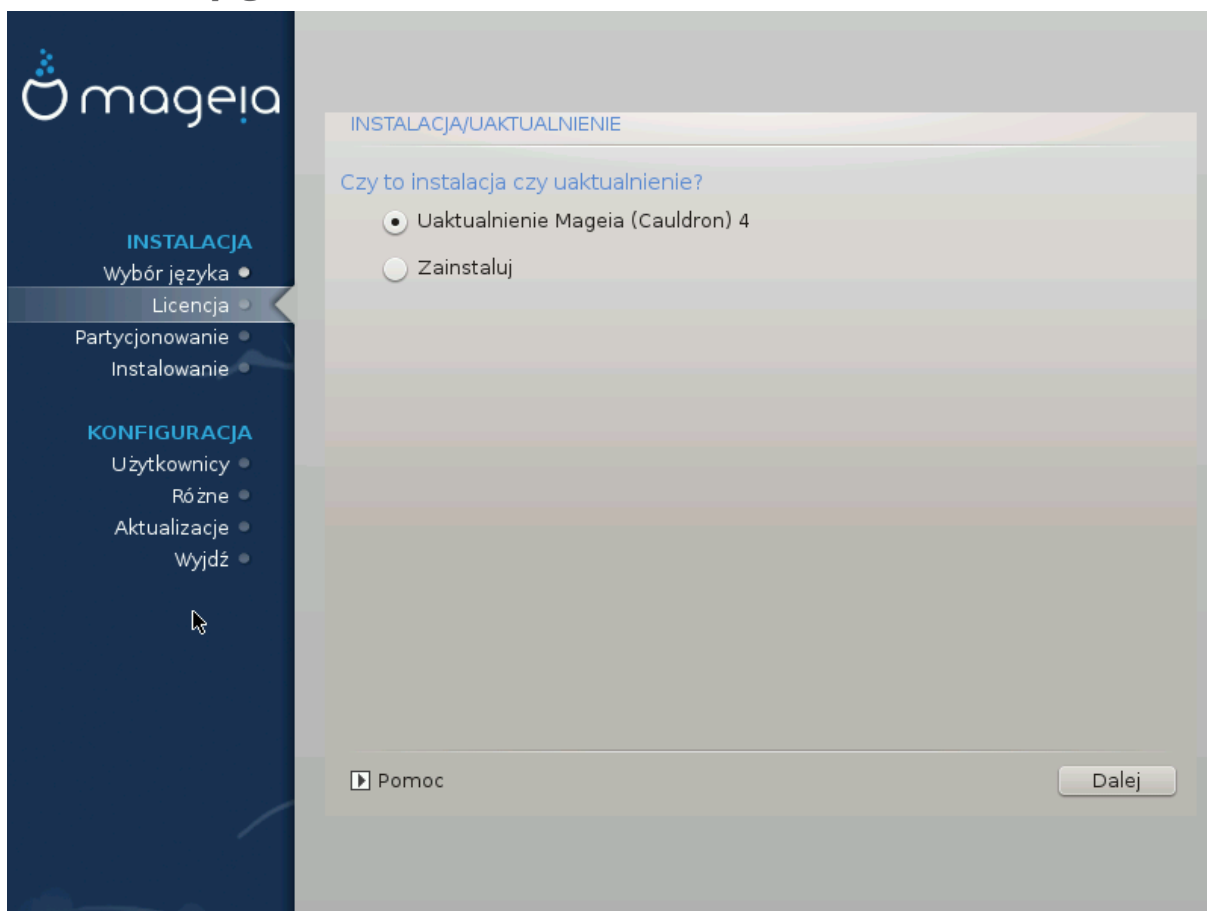 mageia
INSTALACJA
Wybór języka
Licencja
Partycjonowanie
Instalowanie
KONFIGURACJA
Użytkownicy
Różne
Aktualizacje
Wyjdź
INSTALACJA/UAKTUALNIENIE
Czy to instalacja czy uaktualnienie?
Uaktualnienie Mageia (Cauldron) 4
Zainstaluj
Pomoc
Dalej